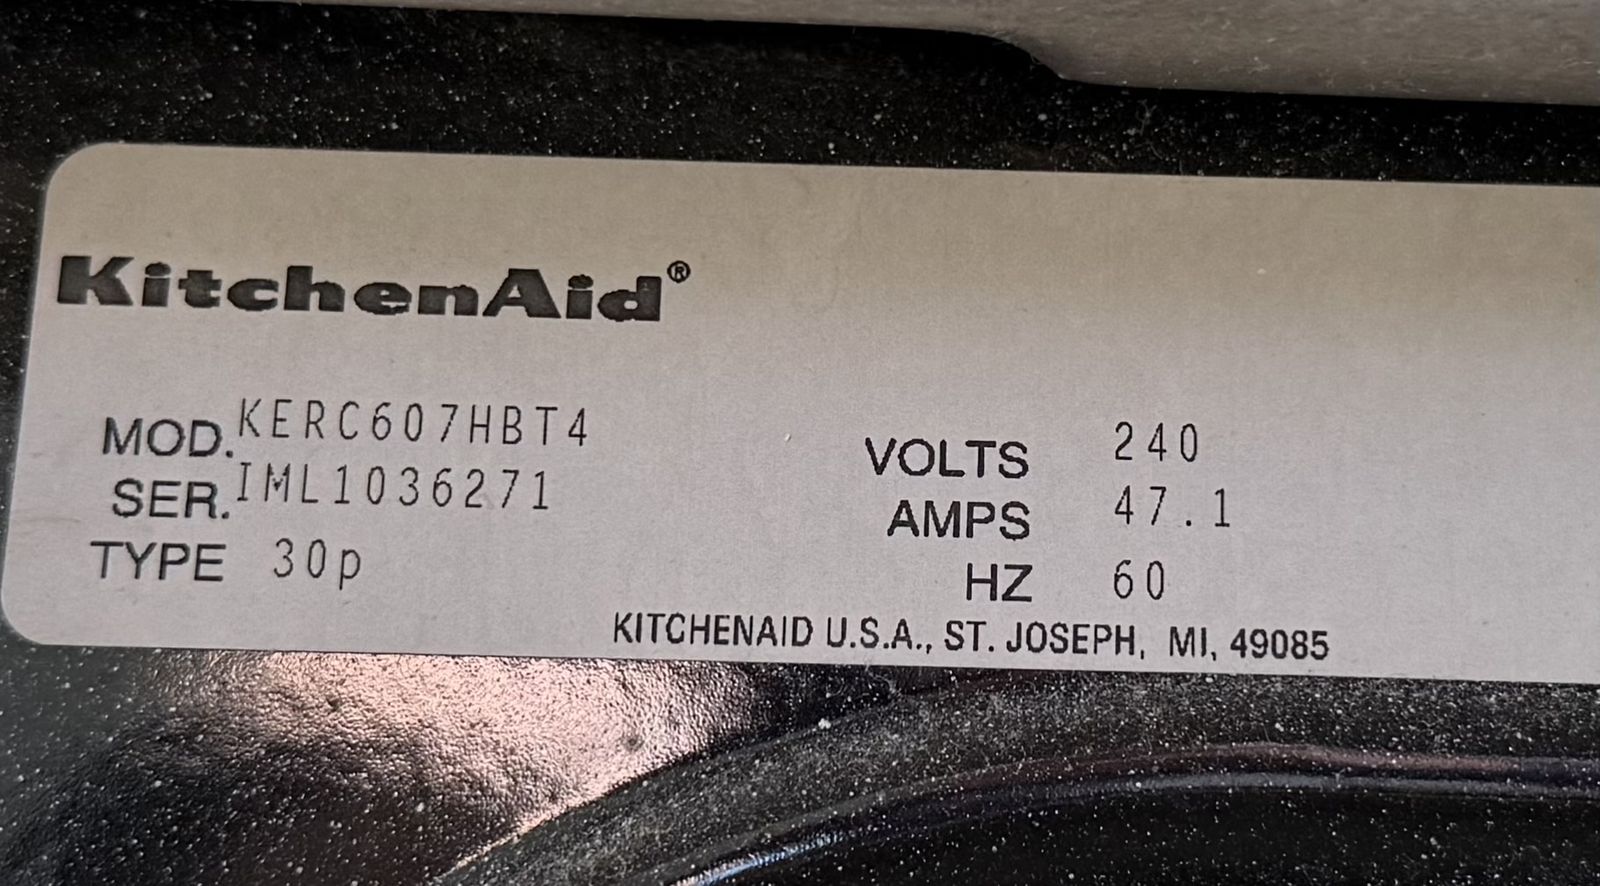 KitchenAid®
MOD. KERC607HBT4
SER. IML1036271
TYPE 30p
VOLTS 240
AMPS 47.1
HZ 60
KITCHENAID U.S.A., ST. JOSEPH, MI, 49085